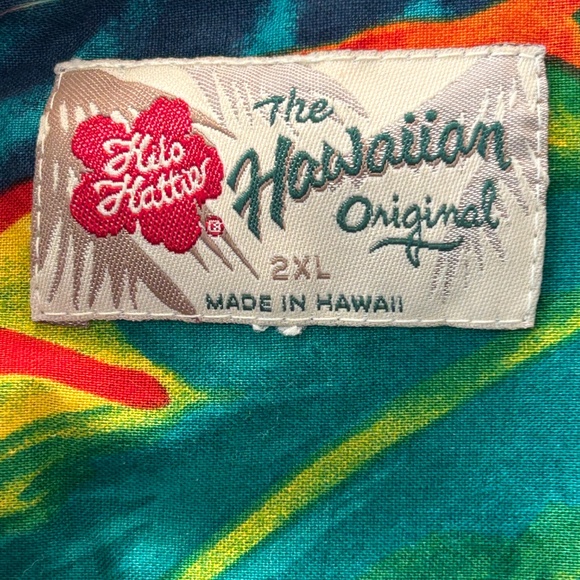 Hilo
Hattie
®
The
Hawaiian
Original
2XL
MADE IN HAWAII